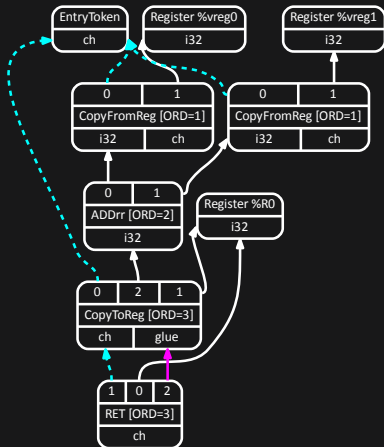 EntryToken
ch
Register %vreg0
i32
Register %vreg1
i32
0 1
CopyFromReg [ORD=1]
i32 ch
0 1
CopyFromReg [ORD=1]
i32 ch
0 1
ADDrr [ORD=2]
i32
Register %R0
i32
0 2 1
CopyToReg [ORD=3]
ch glue
1 0 2
RET [ORD=3]
ch